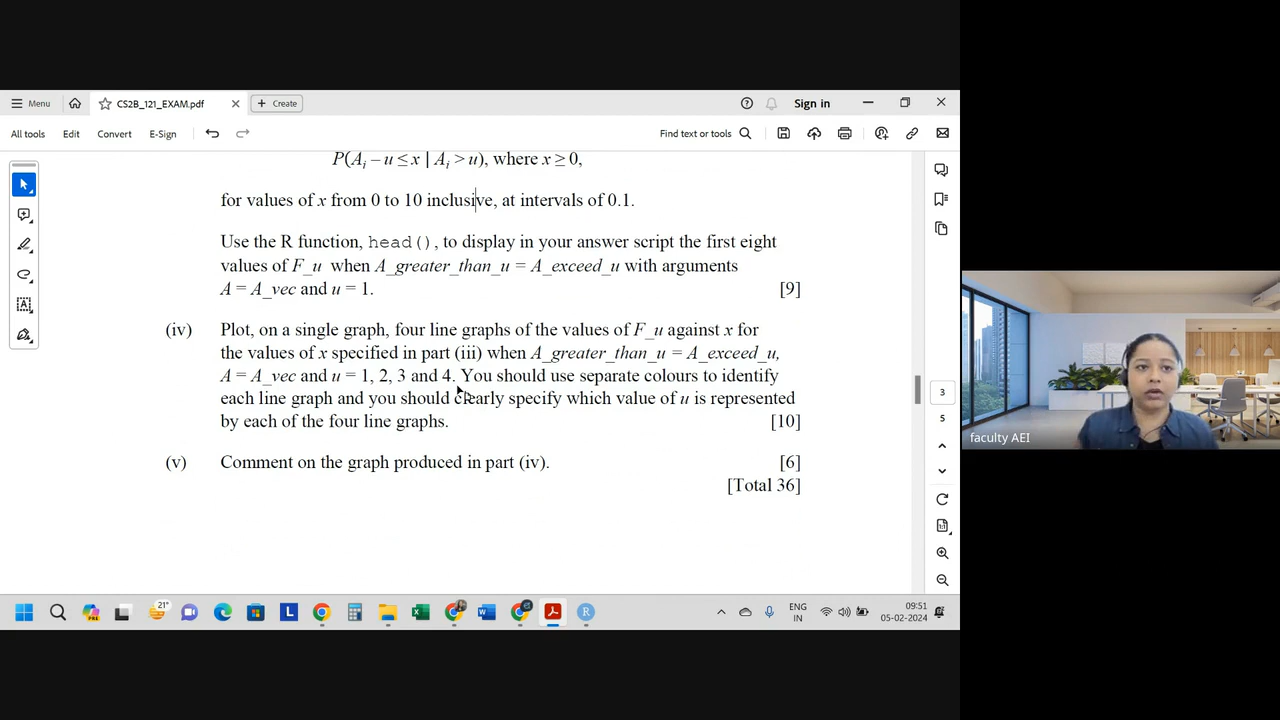 Menu
CS2B_121_EXAM.pdf
Create
Sign in
All tools
Edit
Convert
E-Sign
Find text or tools
P(Ai – u ≤ x | Ai > u), where x ≥ 0,
for values of x from 0 to 10 inclusive, at intervals of 0.1.
Use the R function, head(), to display in your answer script the first eight
values of F_u when A_greater_than_u = A_exceed_u with arguments
A = A_vec and u = 1. [9]
(iv) Plot, on a single graph, four line graphs of the values of F_u against x for
the values of x specified in part (iii) when A_greater_than_u = A_exceed_u,
A = A_vec and u = 1, 2, 3 and 4. You should use separate colours to identify
each line graph and you should clearly specify which value of u is represented
by each of the four line graphs. [10]
(v) Comment on the graph produced in part (iv). [6]
[Total 36]
3
5
faculty AEI
21°
PRE
L
R
ENG
IN
09:51
05-02-2024